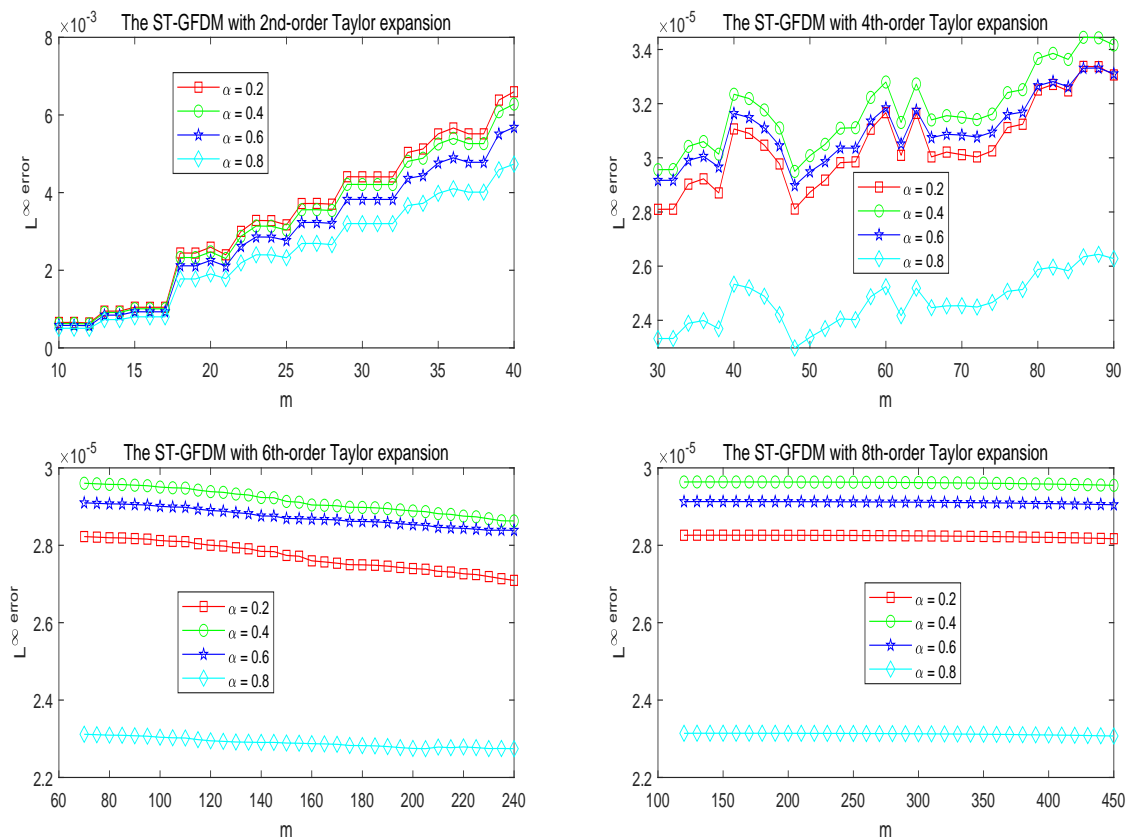 The ST-GFDM with 2nd-order Taylor expansion
×10⁻³
8
6
4
2
0
L^∞ error
α = 0.2
α = 0.4
α = 0.6
α = 0.8
10 15 20 25 30 35 40
m
The ST-GFDM with 4th-order Taylor expansion
×10⁻⁵
3.4
3.2
3
2.8
2.6
2.4
L^∞ error
α = 0.2
α = 0.4
α = 0.6
α = 0.8
30 40 50 60 70 80 90
m
The ST-GFDM with 6th-order Taylor expansion
×10⁻⁵
3
2.8
2.6
2.4
2.2
L^∞ error
α = 0.2
α = 0.4
α = 0.6
α = 0.8
60 80 100 120 140 160 180 200 220 240
m
The ST-GFDM with 8th-order Taylor expansion
×10⁻⁵
3
2.8
2.6
2.4
2.2
L^∞ error
α = 0.2
α = 0.4
α = 0.6
α = 0.8
100 150 200 250 300 350 400 450
m